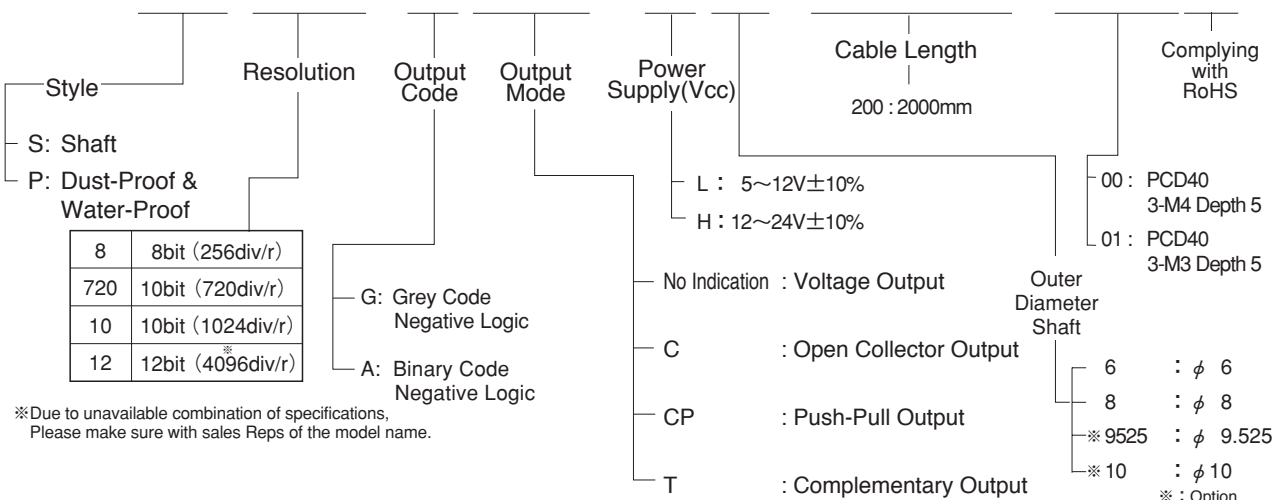 Style
S: Shaft
P: Dust-Proof &
Water-Proof
Resolution
8 8bit (256div/r)
720 10bit (720div/r)
10 10bit (1024div/r)
12 12bit (4096div/r) ※
※Due to unavailable combination of specifications,
Please make sure with sales Reps of the model name.
Output
Code
G: Grey Code
Negative Logic
A: Binary Code
Negative Logic
Output
Mode
No Indication : Voltage Output
C : Open Collector Output
CP : Push-Pull Output
T : Complementary Output
Power
Supply(Vcc)
L : 5~12V±10%
H : 12~24V±10%
Outer
Diameter
Shaft
6 : φ 6
8 : φ 8
※9525 : φ 9.525
※10 : φ10
※ : Option
Cable Length
200 : 2000mm
00 : PCD40
3-M4 Depth 5
01 : PCD40
3-M3 Depth 5
Complying
with
RoHS